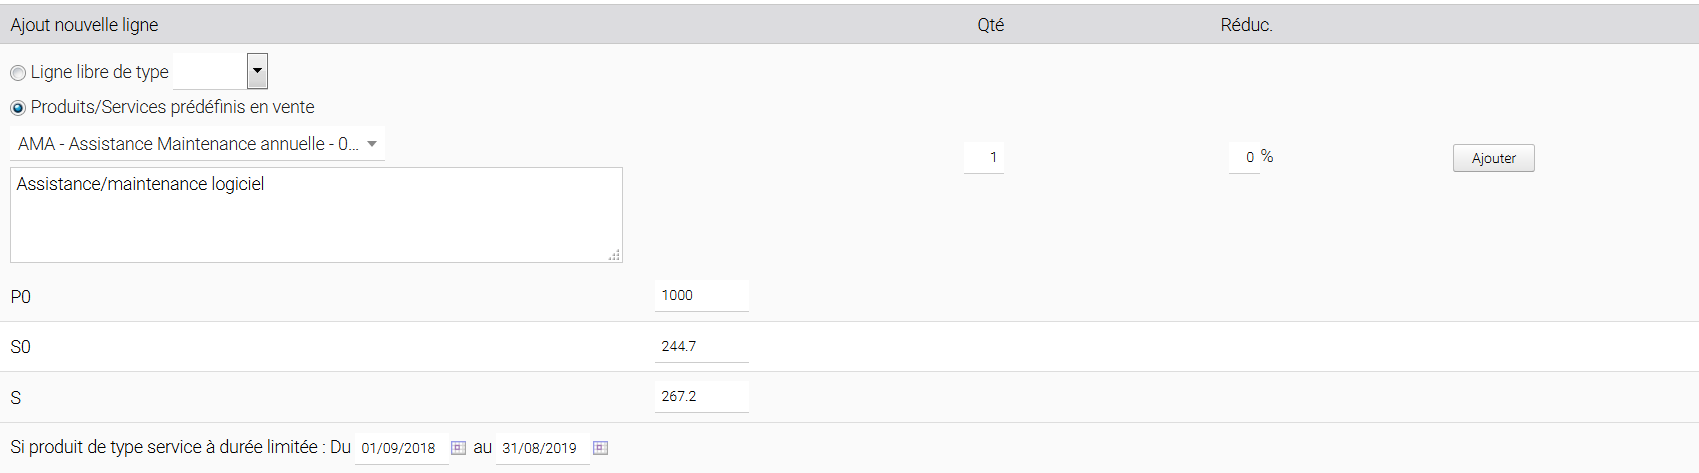 Ajout nouvelle ligne Qté Réduc.
Ligne libre de type
Produits/Services prédéfinis en vente
AMA - Assistance Maintenance annuelle - 0...
1 0 % Ajouter
Assistance/maintenance logiciel
P0 1000
S0 244.7
S 267.2
Si produit de type service à durée limitée : Du 01/09/2018 au 31/08/2019